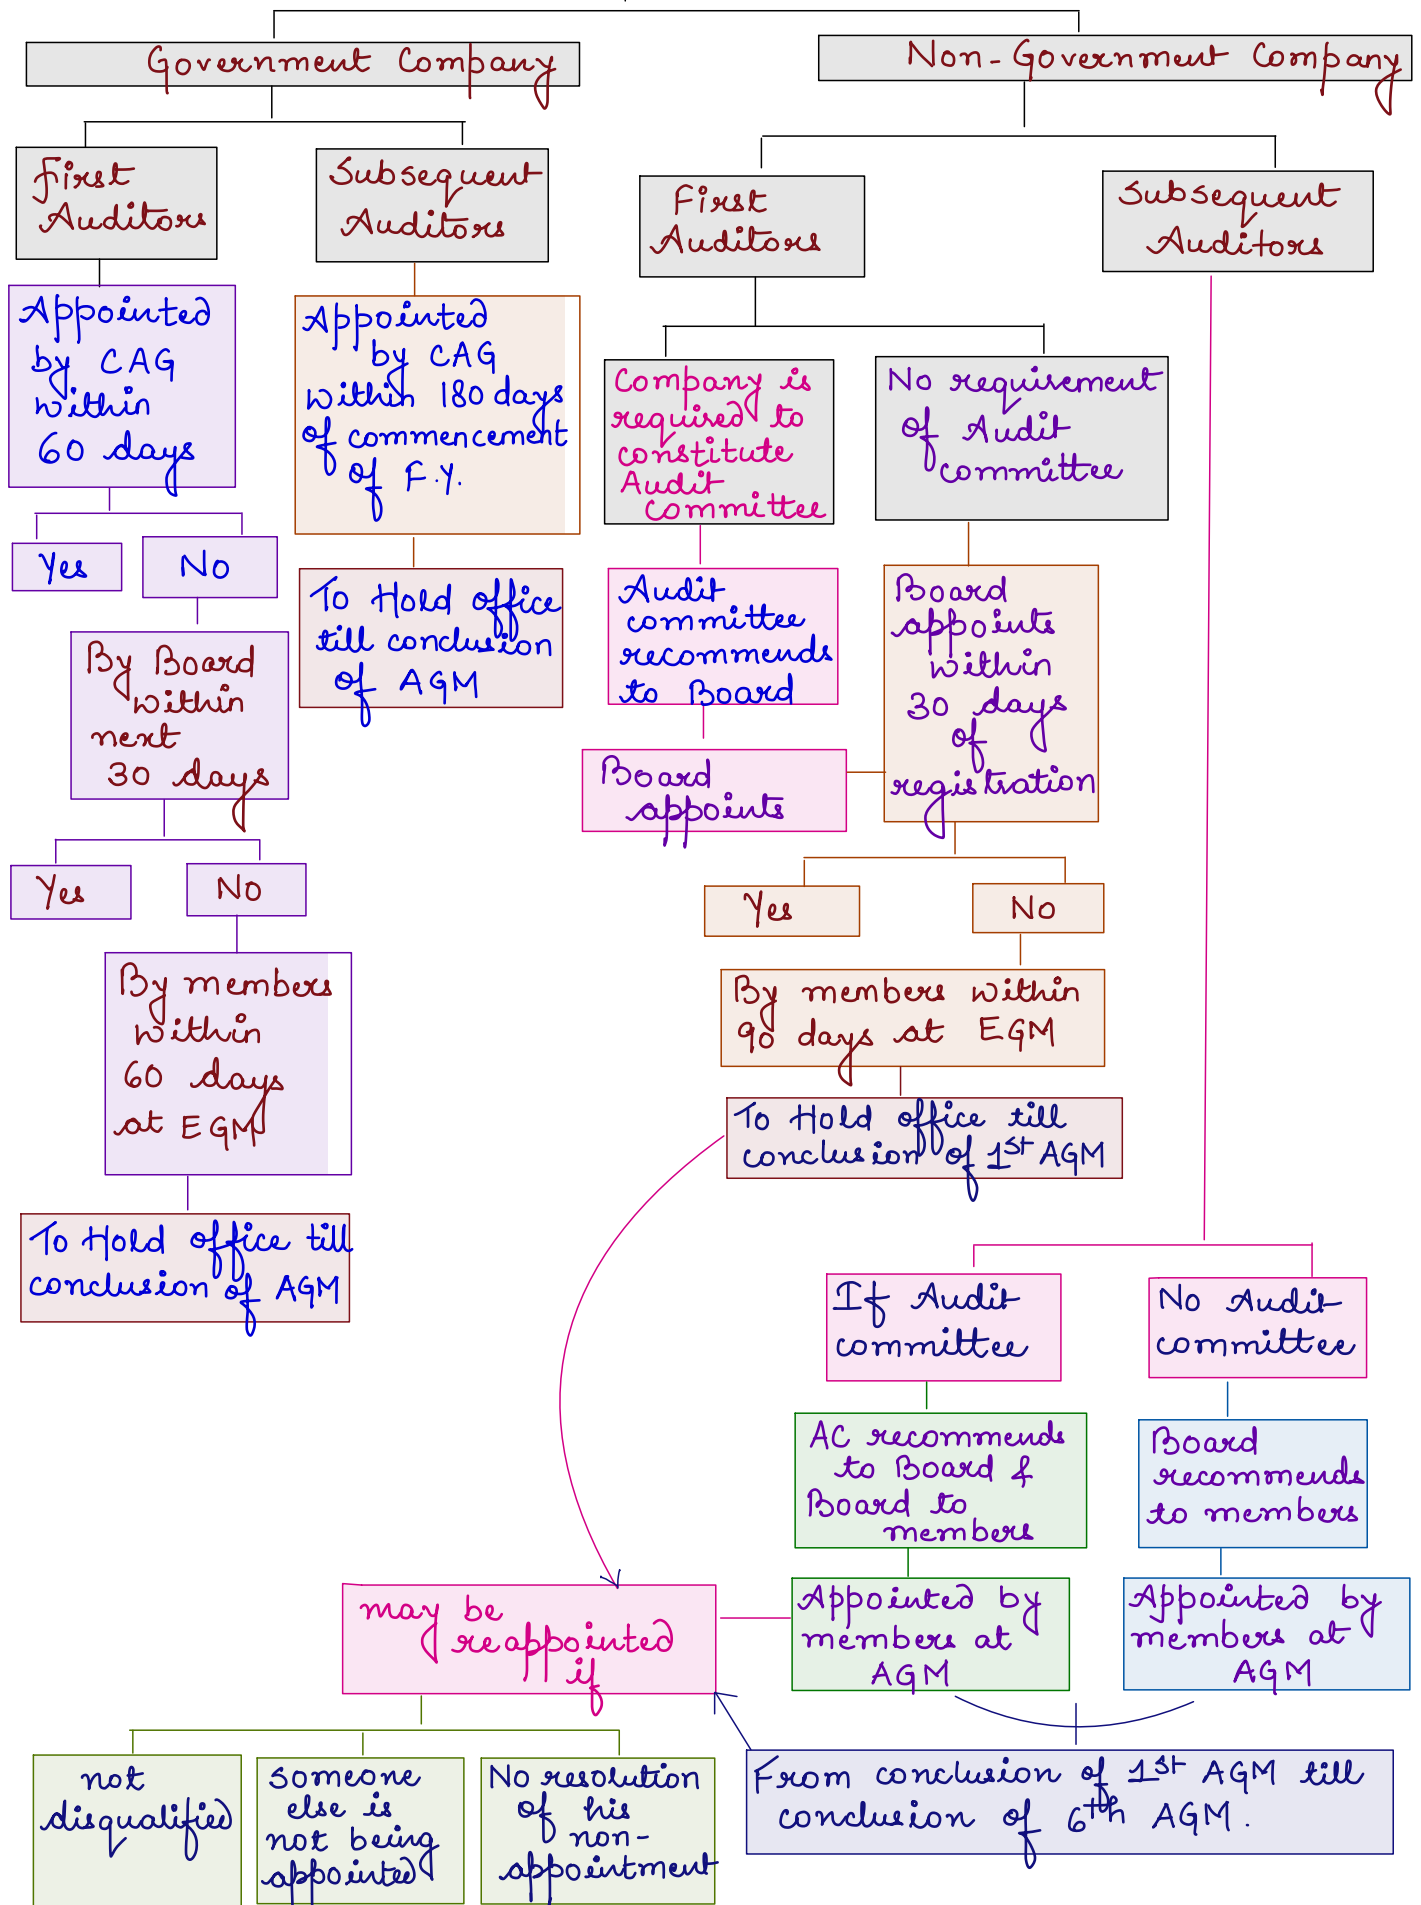 Government Company
Non-Government Company
First
Auditors
Subsequent
Auditors
First
Auditors
Subsequent
Auditors
Appointed
by CAG
within
60 days
Appointed
by CAG
within 180 days
of commencement
of F.Y.
Company is
required to
constitute
Audit
committee
No requirement
of Audit
committee
Yes
No
To Hold office
till conclusion
of AGM
Audit
committee
recommends
to Board
Board
appoints
within
30 days
of
registration
By Board
within
next
30 days
Board
appoints
Yes
No
Yes
No
By members
within
60 days
at EGM
By members within
90 days at EGM
To Hold office till
conclusion of 1st AGM
To Hold office till
conclusion of AGM
If Audit
committee
No Audit
committee
AC recommends
to Board &
Board to
members
Board
recommends
to members
may be
reappointed
if
Appointed by
members at
AGM
Appointed by
members at
AGM
not
disqualified
someone
else is
not being
appointed
No resolution
of his
non-
appointment
From conclusion of 1st AGM till
conclusion of 6th AGM.